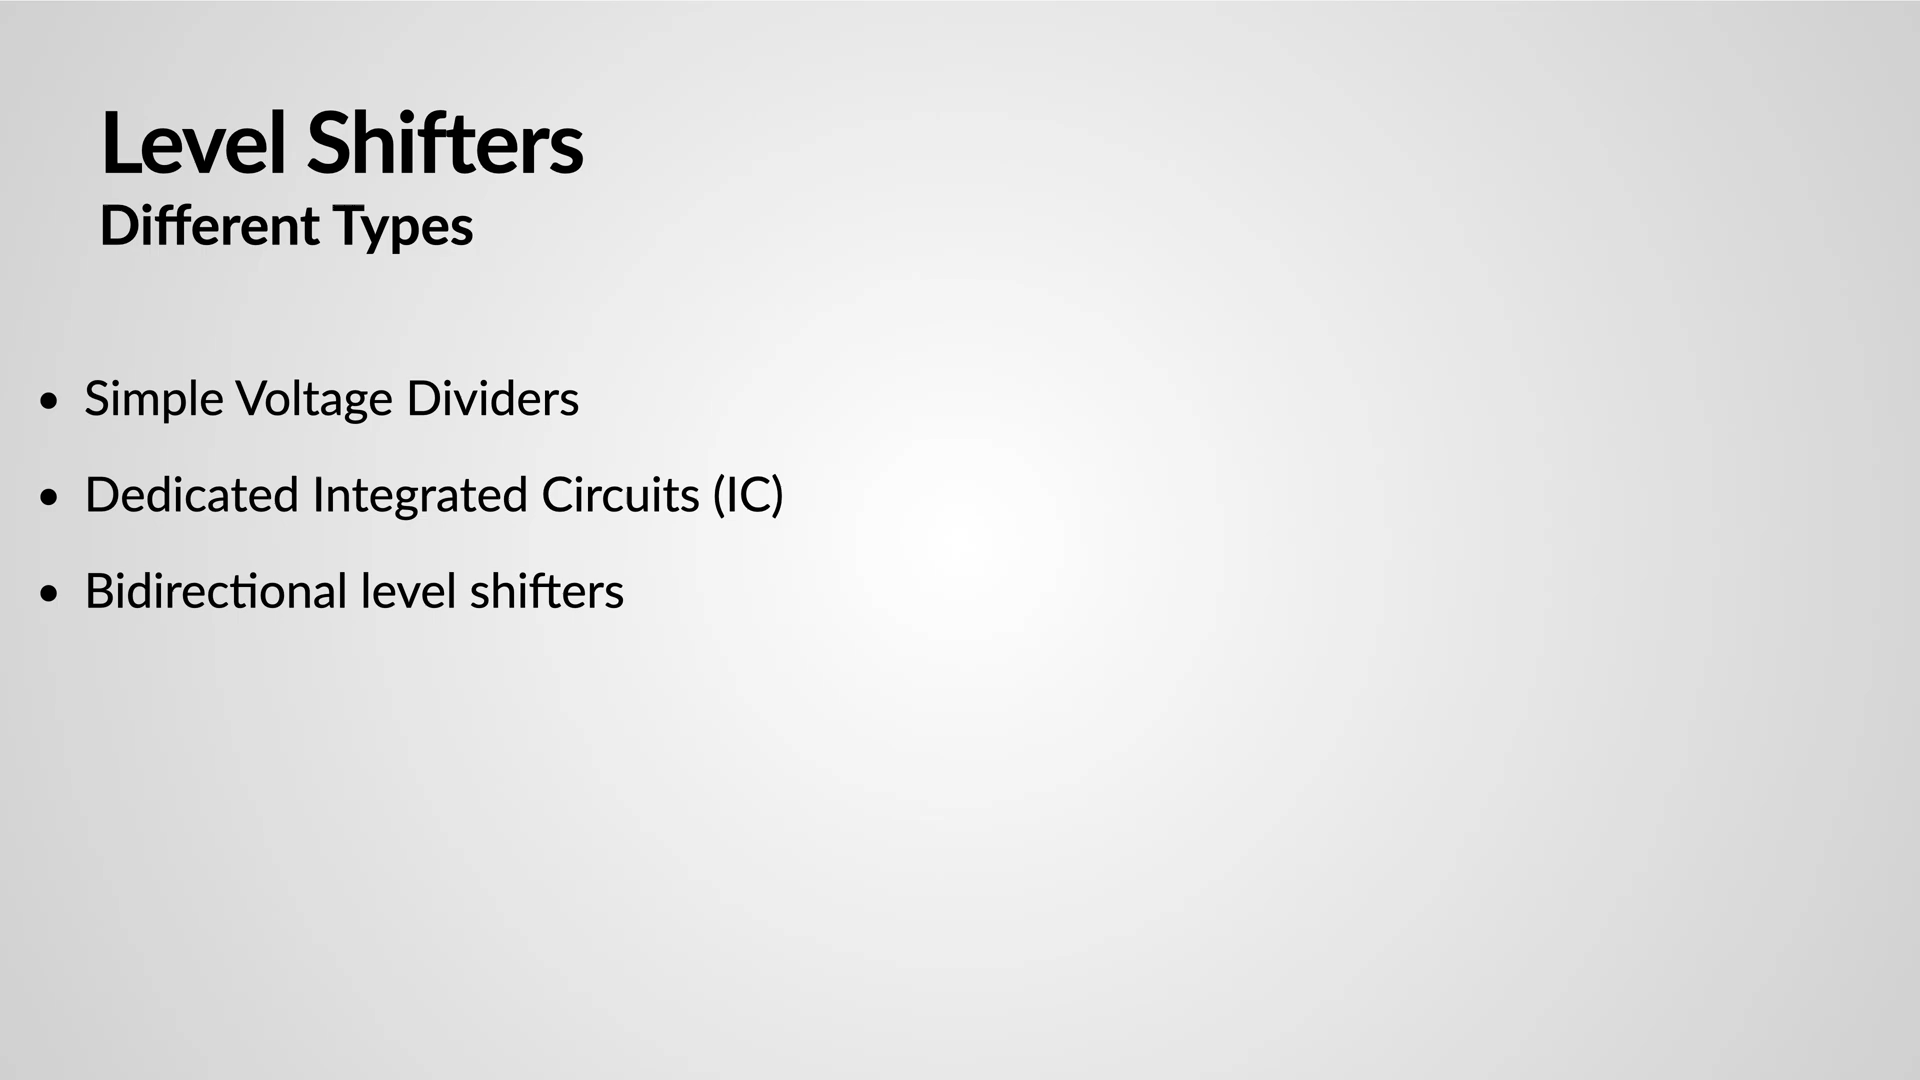 Level Shifters
Different Types
• Simple Voltage Dividers
• Dedicated Integrated Circuits (IC)
• Bidirectional level shifters